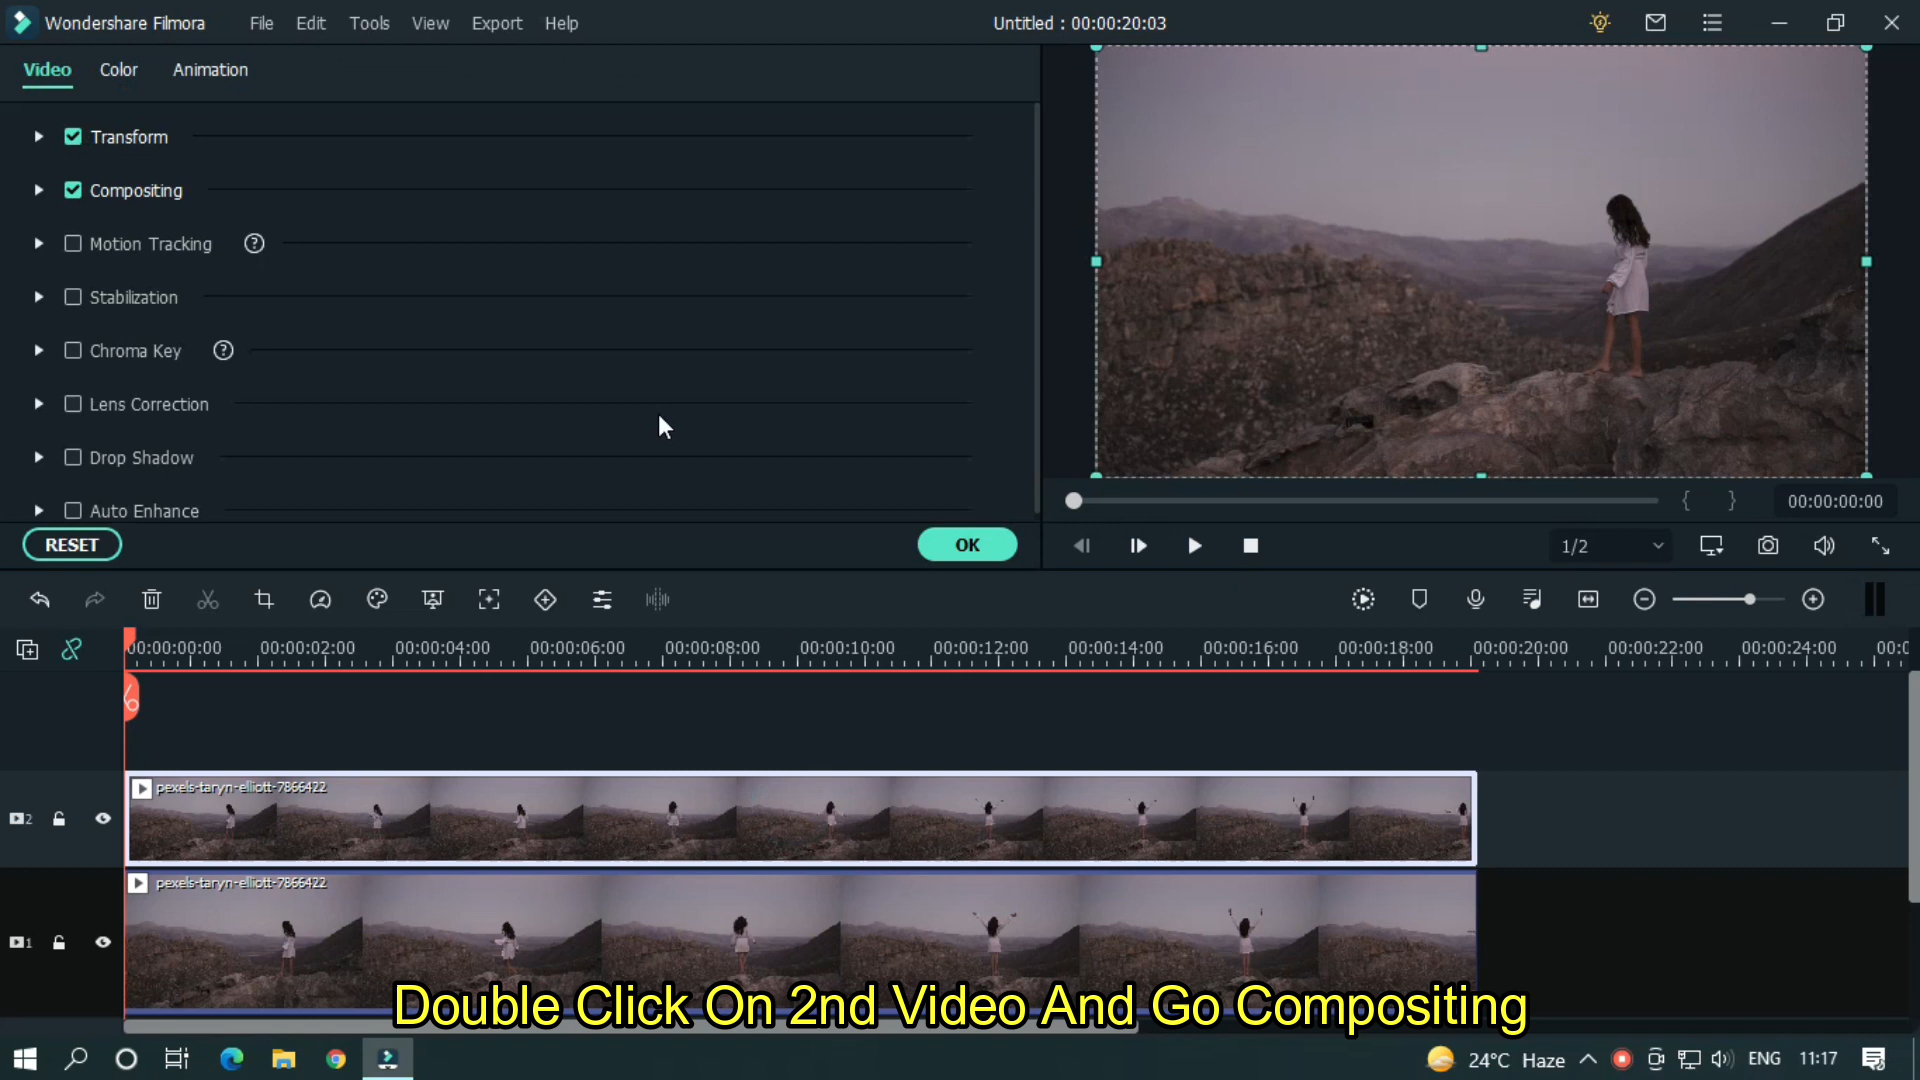 Wondershare Filmora File Edit Tools View Export Help Untitled : 00:00:20:03
Video Color Animation
Transform
Compositing
Motion Tracking ?
Stabilization
Chroma Key ?
Lens Correction
Drop Shadow
Auto Enhance
{ } 00:00:00:00
RESET OK 1/2
00:00:00:00 00:00:02:00 00:00:04:00 00:00:06:00 00:00:08:00 00:00:10:00 00:00:12:00 00:00:14:00 00:00:16:00 00:00:18:00 00:00:20:00 00:00:22:00 00:00:24:00 00:0
pexels-taryn-elliott-7866422
2
pexels-taryn-elliott-7866422
1
Double Click On 2nd Video And Go Compositing
24°C Haze ENG 11:17